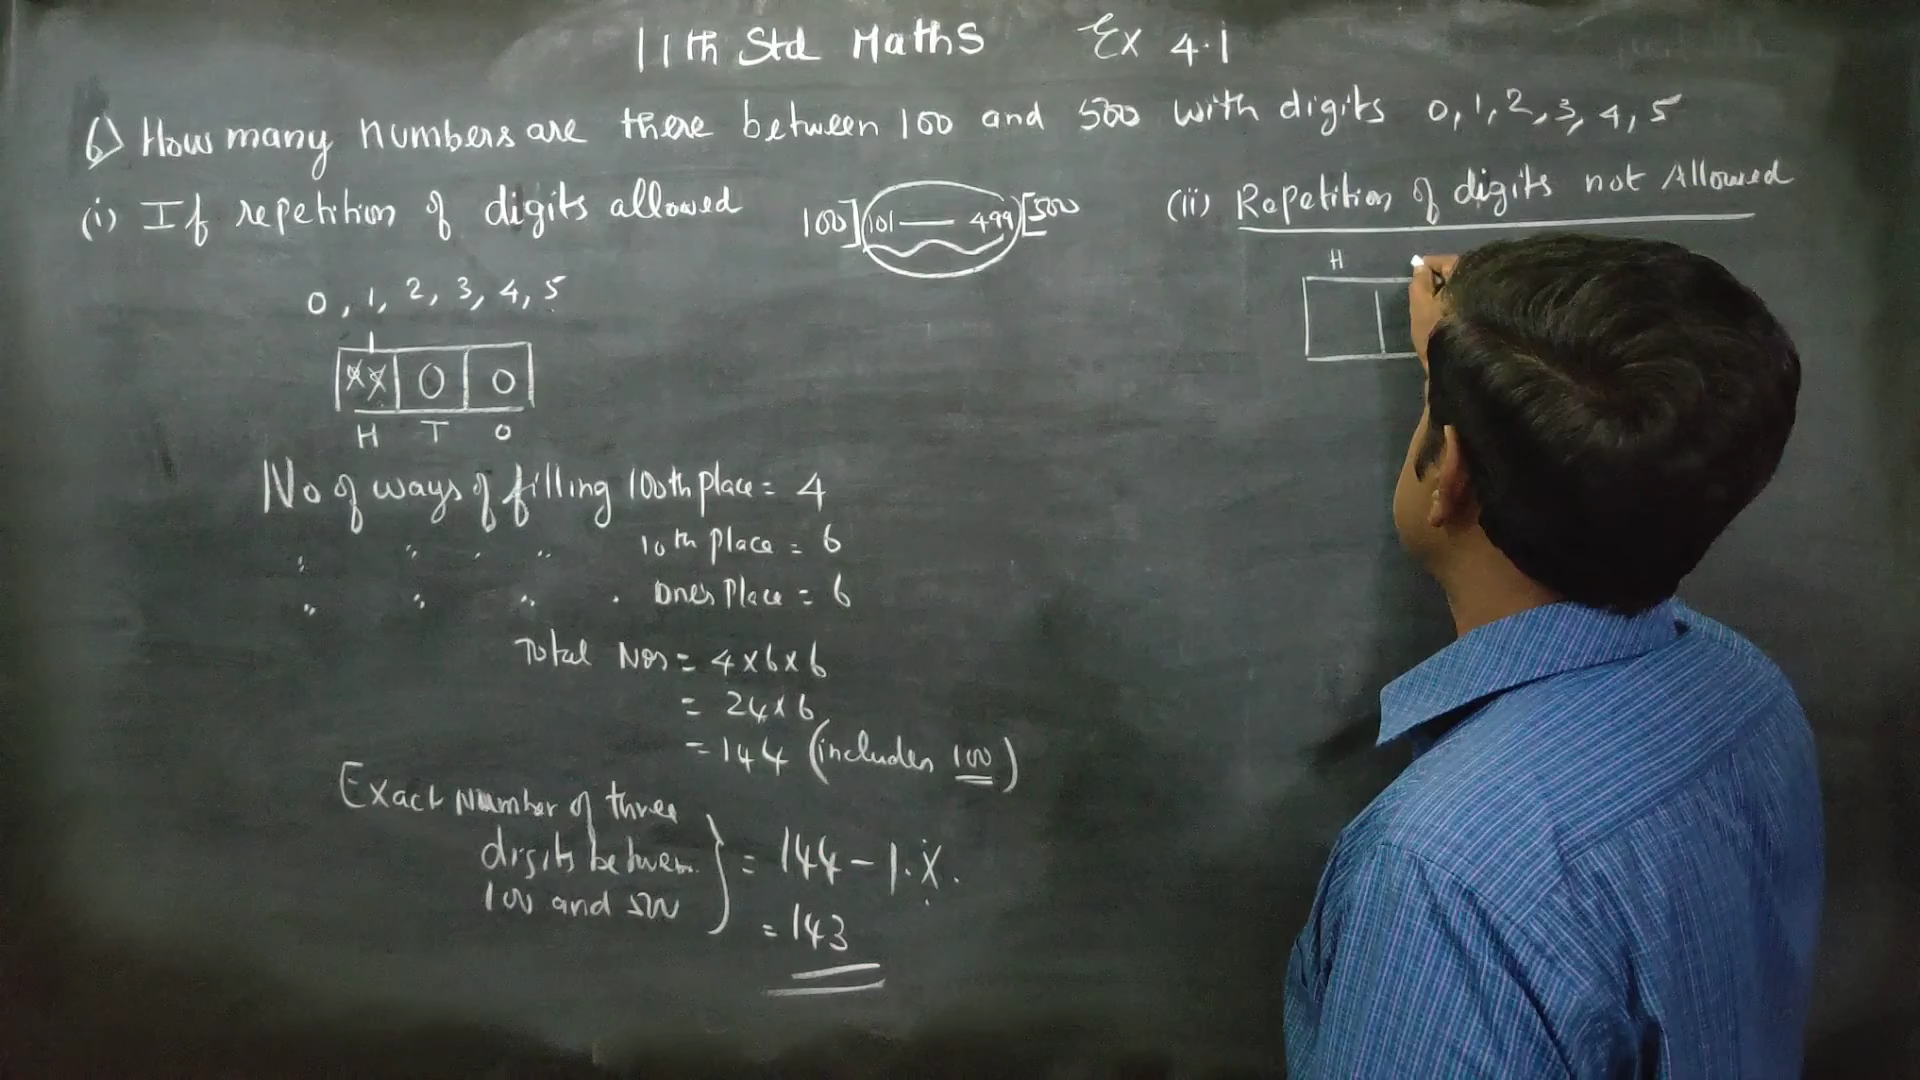 11th Std Maths Ex 4.1
6) How many numbers are there between 100 and 500 with digits 0, 1, 2, 3, 4, 5
(i) If repetition of digits allowed
100] (101 — 499) [500
0, 1, 2, 3, 4, 5
X X 0 0
H T O
No of ways of filling 100th place = 4
" " " " 10th place = 6
" " " " ones place = 6
Total Nos = 4 x 6 x 6
= 24 x 6
= 144 (includes 100)
Exact Number of three
digits between
100 and 500
} = 144 - 1
= 143
(ii) Repetition of digits not Allowed
H